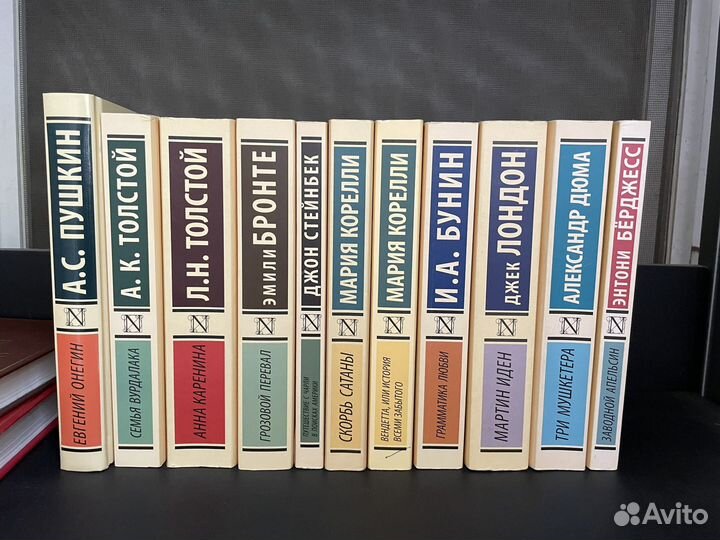 А.С. ПУШКИН
ЕВГЕНИЙ ОНЕГИН
А. К. ТОЛСТОЙ
СЕМЬЯ ВУРДАЛАКА
Л.Н. ТОЛСТОЙ
АННА КАРЕНИНА
ЭМИЛИ БРОНТЕ
ГРОЗОВОЙ ПЕРЕВАЛ
ДЖОН СТЕЙНБЕК
ПУТЕШЕСТВИЕ С ЧАРЛИ
В ПОИСКАХ АМЕРИКИ
МАРИЯ КОРЕЛЛИ
СКОРБЬ САТАНЫ
МАРИЯ КОРЕЛЛИ
ВЕНДЕТТА, ИЛИ ИСТОРИЯ
ВСЕМИ ЗАБЫТОГО
И.А. БУНИН
ГРАММАТИКА ЛЮБВИ
ДЖЕК ЛОНДОН
МАРТИН ИДЕН
АЛЕКСАНДР ДЮМА
ТРИ МУШКЕТЕРА
ЭНТОНИ БЁРДЖЕСС
ЗАВОДНОЙ АПЕЛЬСИН
Avito